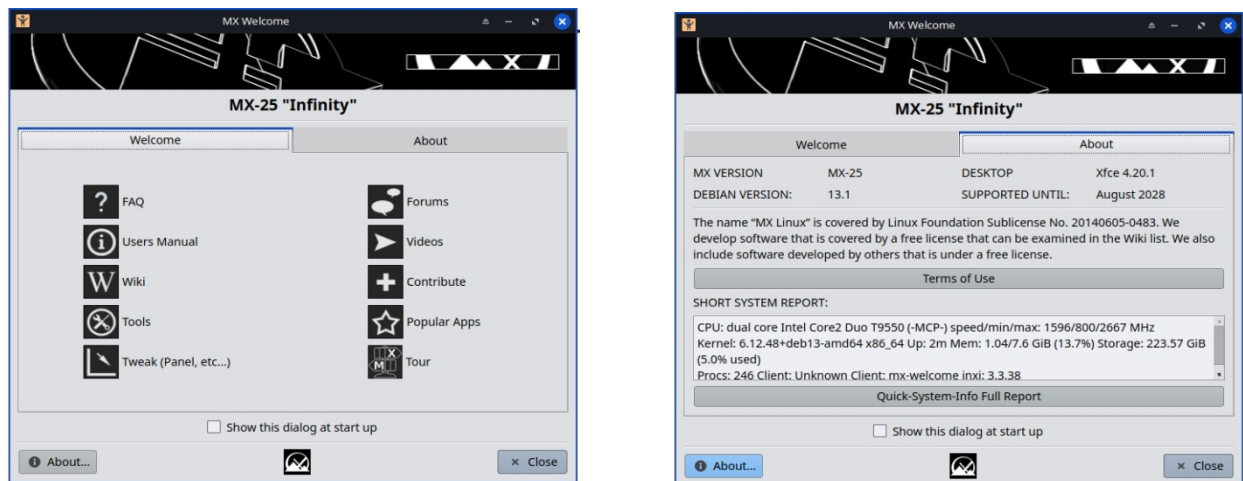 MX Welcome
MX
MX-25 "Infinity"
Welcome About
? FAQ Forums
i Users Manual Videos
W Wiki Contribute
Tools Popular Apps
Tweak (Panel, etc...) MX Tour
Show this dialog at start up
i About... × Close
MX Welcome
MX
MX-25 "Infinity"
Welcome About
MX VERSION MX-25 DESKTOP Xfce 4.20.1
DEBIAN VERSION: 13.1 SUPPORTED UNTIL: August 2028
The name “MX Linux” is covered by Linux Foundation Sublicense No. 20140605-0483. We
develop software that is covered by a free license that can be examined in the Wiki list. We also
include software developed by others that is under a free license.
Terms of Use
SHORT SYSTEM REPORT:
CPU: dual core Intel Core2 Duo T9550 (-MCP-) speed/min/max: 1596/800/2667 MHz
Kernel: 6.12.48+deb13-amd64 x86_64 Up: 2m Mem: 1.04/7.6 GiB (13.7%) Storage: 223.57 GiB
(5.0% used)
Procs: 246 Client: Unknown Client: mx-welcome inxi: 3.3.38
Quick-System-Info Full Report
Show this dialog at start up
i About... × Close